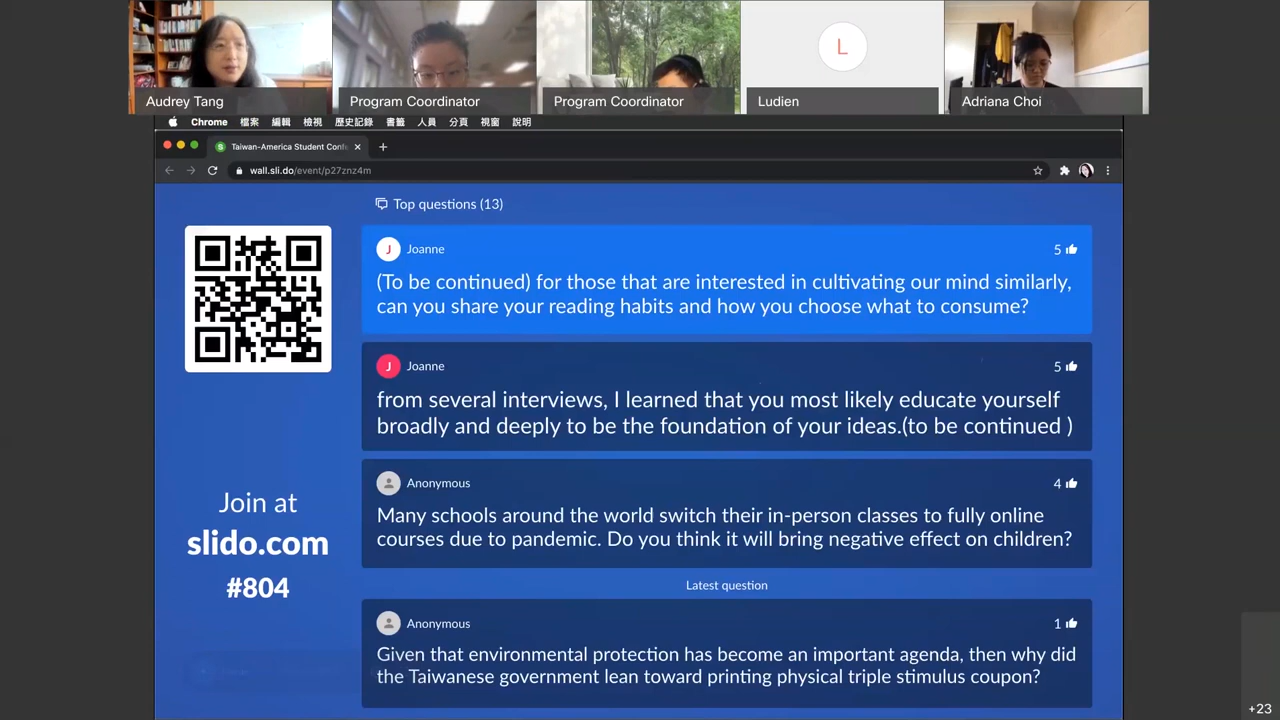 Audrey Tang
Program Coordinator
Program Coordinator
L
Ludien
Adriana Choi
Chrome 檔案 編輯 檢視 歷史記錄 書籤 人員 分頁 視窗 說明
S Taiwan-America Student Conf
wall.sli.do/event/p27znz4m
Top questions (13)
J Joanne 5
(To be continued) for those that are interested in cultivating our mind similarly,
can you share your reading habits and how you choose what to consume?
J Joanne 5
from several interviews, I learned that you most likely educate yourself
broadly and deeply to be the foundation of your ideas.(to be continued )
Anonymous 4
Many schools around the world switch their in-person classes to fully online
courses due to pandemic. Do you think it will bring negative effect on children?
Latest question
Anonymous 1
Given that environmental protection has become an important agenda, then why did
the Taiwanese government lean toward printing physical triple stimulus coupon?
Join at
slido.com
#804
+23